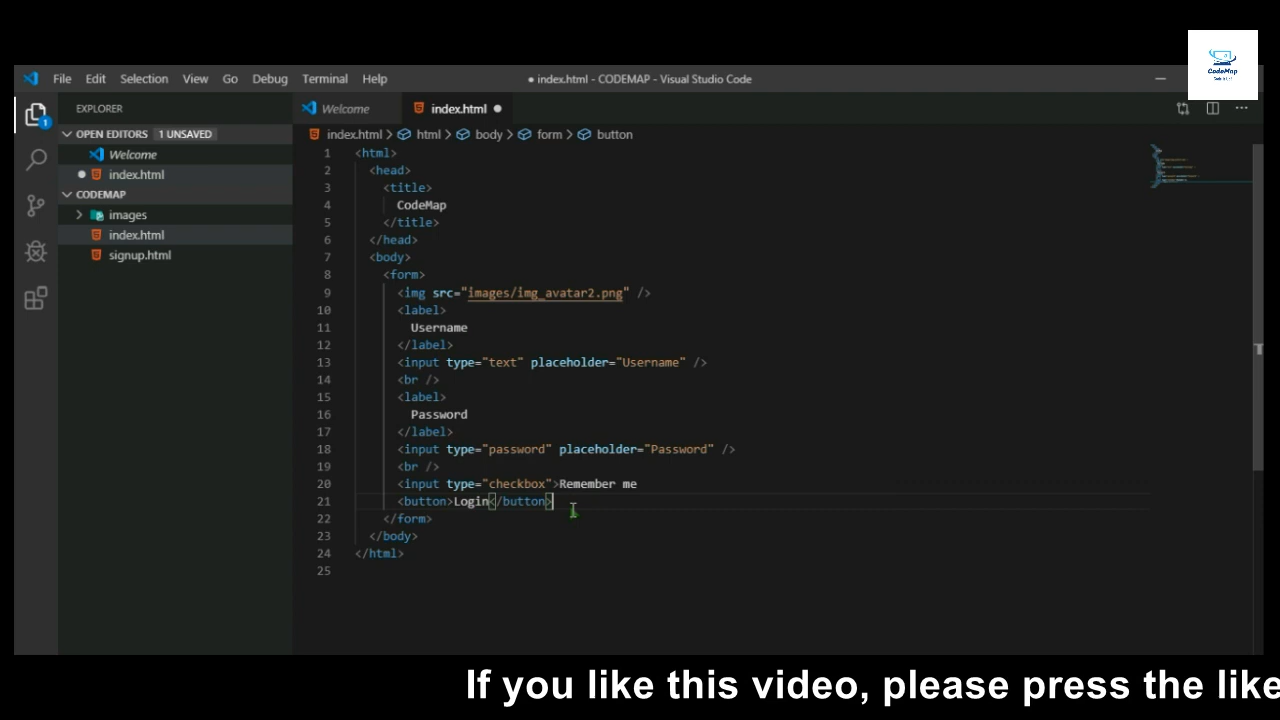 CodeMap
File Edit Selection View Go Debug Terminal Help
● index.html - CODEMAP - Visual Studio Code
EXPLORER
OPEN EDITORS 1 UNSAVED
Welcome
index.html
CODEMAP
images
index.html
signup.html
1
Welcome index.html ●
index.html > html > body > form > button
1 <html>
2 <head>
3 <title>
4 CodeMap
5 </title>
6 </head>
7 <body>
8 <form>
9 <img src="images/img_avatar2.png" />
10 <label>
11 Username
12 </label>
13 <input type="text" placeholder="Username" />
14 <br />
15 <label>
16 Password
17 </label>
18 <input type="password" placeholder="Password" />
19 <br />
20 <input type="checkbox">Remember me
21 <button>Login</button>
22 </form>
23 </body>
24 </html>
25
If you like this video, please press the like